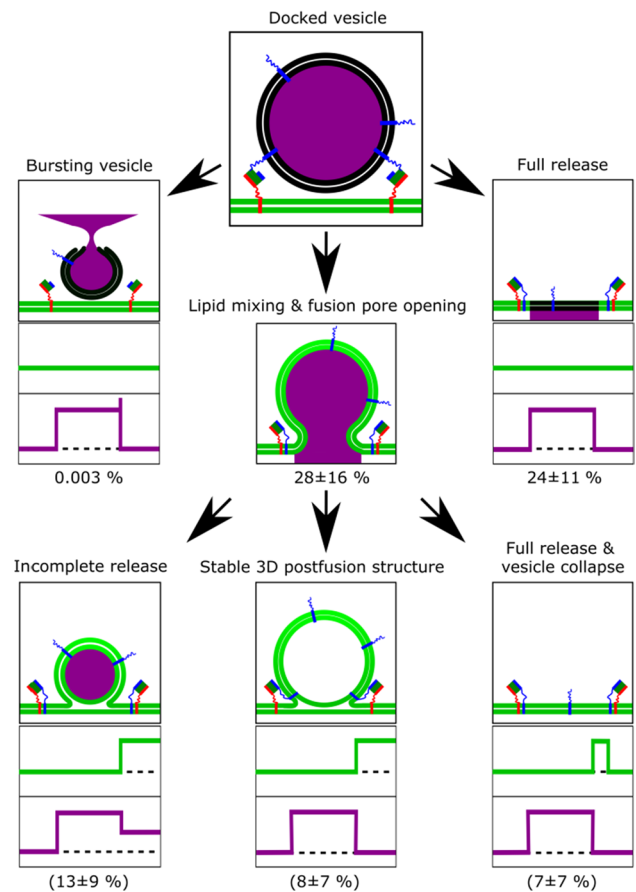 Docked vesicle
Bursting vesicle
Full release
Lipid mixing & fusion pore opening
0.003 %
28±16 %
24±11 %
Incomplete release
Stable 3D postfusion structure
Full release &
vesicle collapse
(13±9 %)
(8±7 %)
(7±7 %)